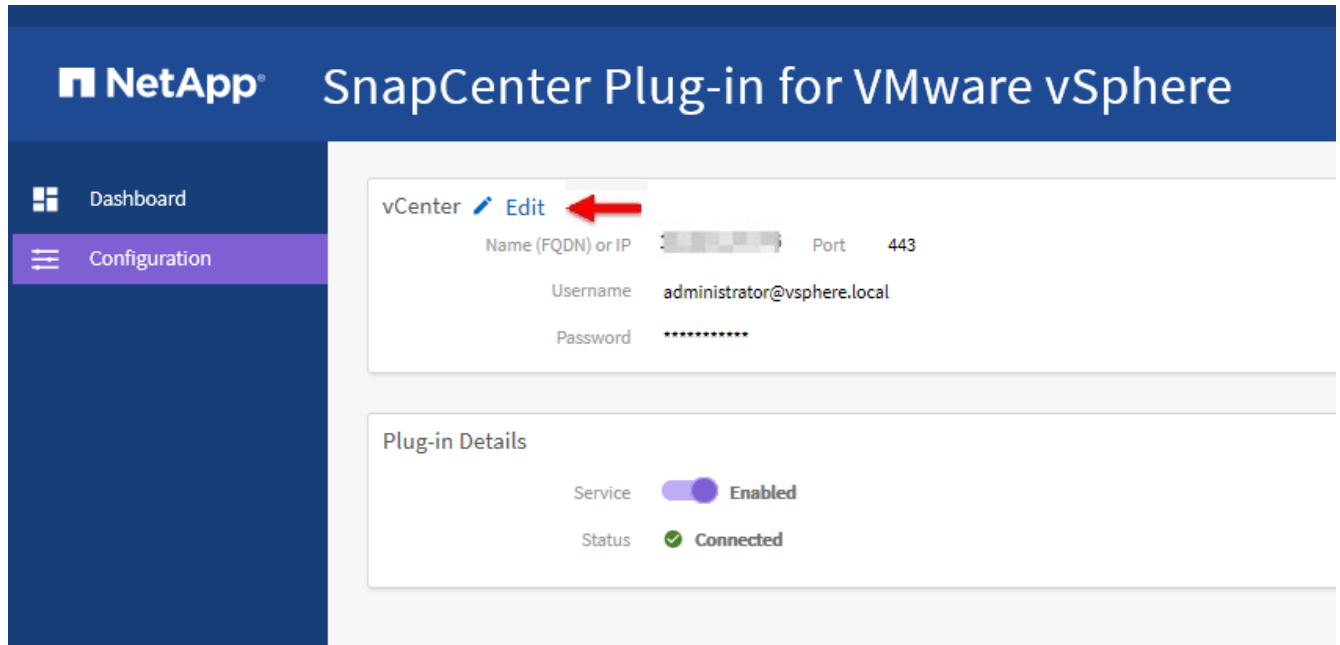 NetApp® SnapCenter Plug-in for VMware vSphere
Dashboard
Configuration
vCenter Edit
Name (FQDN) or IP Port 443
Username administrator@vsphere.local
Password ***********
Plug-in Details
Service Enabled
Status Connected